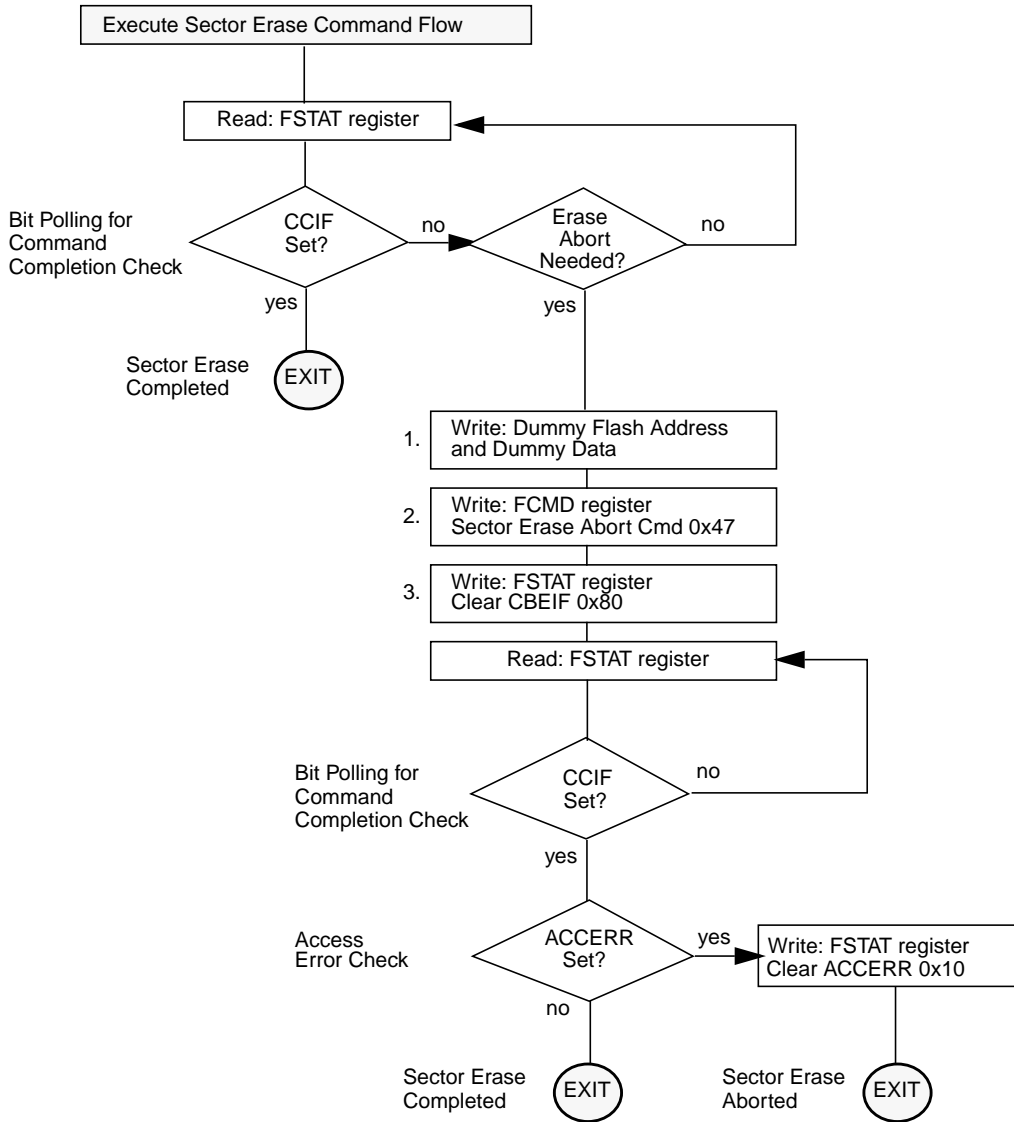 Execute Sector Erase Command Flow
Read: FSTAT register
Bit Polling for
Command
Completion Check
CCIF
Set?
no
Erase
Abort
Needed?
no
yes
yes
Sector Erase
Completed
EXIT
1.
Write: Dummy Flash Address
and Dummy Data
2.
Write: FCMD register
Sector Erase Abort Cmd 0x47
3.
Write: FSTAT register
Clear CBEIF 0x80
Read: FSTAT register
Bit Polling for
Command
Completion Check
CCIF
Set?
no
yes
Access
Error Check
ACCERR
Set?
yes
Write: FSTAT register
Clear ACCERR 0x10
no
Sector Erase
Completed
EXIT
Sector Erase
Aborted
EXIT